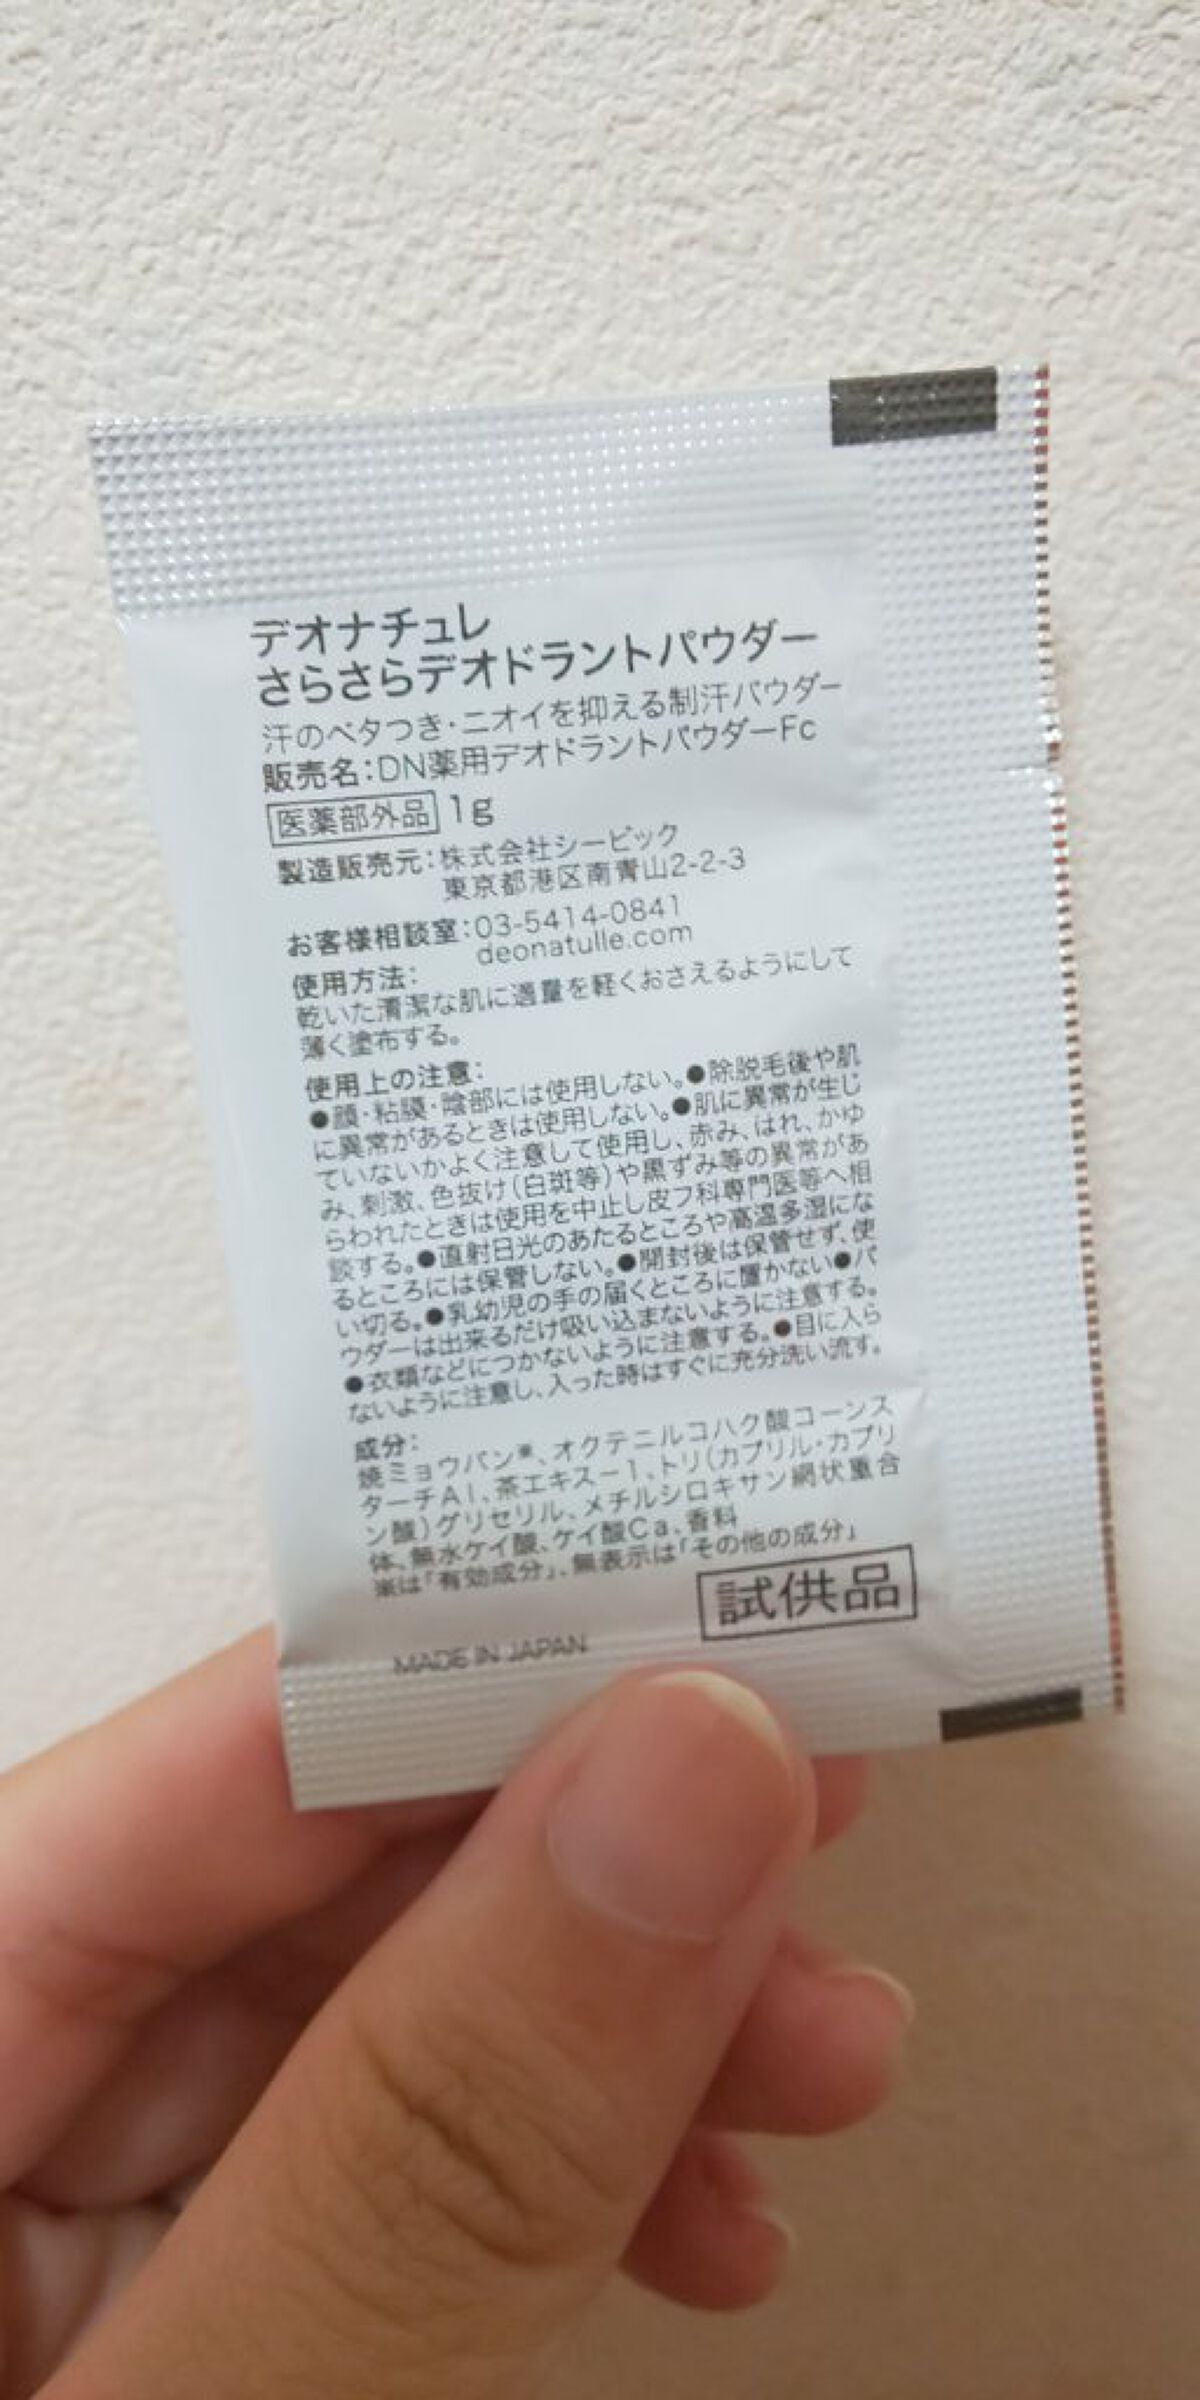 デオナチュレ
さらさらデオドラントパウダー
汗のベタつき・ニオイを抑える制汗パウダー
販売名:DN薬用デオドラントパウダーFc
医薬部外品 1g
製造販売元:株式会社シービック
東京都港区南青山2-2-3
お客様相談室:03-5414-0841
deonatulle.com
使用方法:
乾いた清潔な肌に適量を軽くおさえるようにして
薄く塗布する。
使用上の注意:
●顔・粘膜・陰部には使用しない。●除脱毛後や肌
に異常があるときは使用しない。●肌に異常が生じ
ていないかよく注意して使用し、赤み、はれ、かゆ
み、刺激、色抜け(白斑等)や黒ずみ等の異常があ
らわれたときは使用を中止し皮フ科専門医等へ相
談する。●直射日光のあたるところや高温多湿にな
るところには保管しない。●開封後は保管せず、使
い切る。●乳幼児の手の届くところに置かない●パ
ウダーは出来るだけ吸い込まないように注意する。
●衣類などにつかないように注意する。●目に入ら
ないように注意し、入った時はすぐに充分洗い流す。
成分:
焼ミョウバン※、オクテニルコハク酸コーンス
ターチAl、茶エキス-1、トリ(カプリル・カプリ
ン酸)グリセリル、メチルシロキサン網状重合
体、無水ケイ酸、ケイ酸Ca、香料
※は「有効成分」、無表示は「その他の成分」
試供品
MADE IN JAPAN